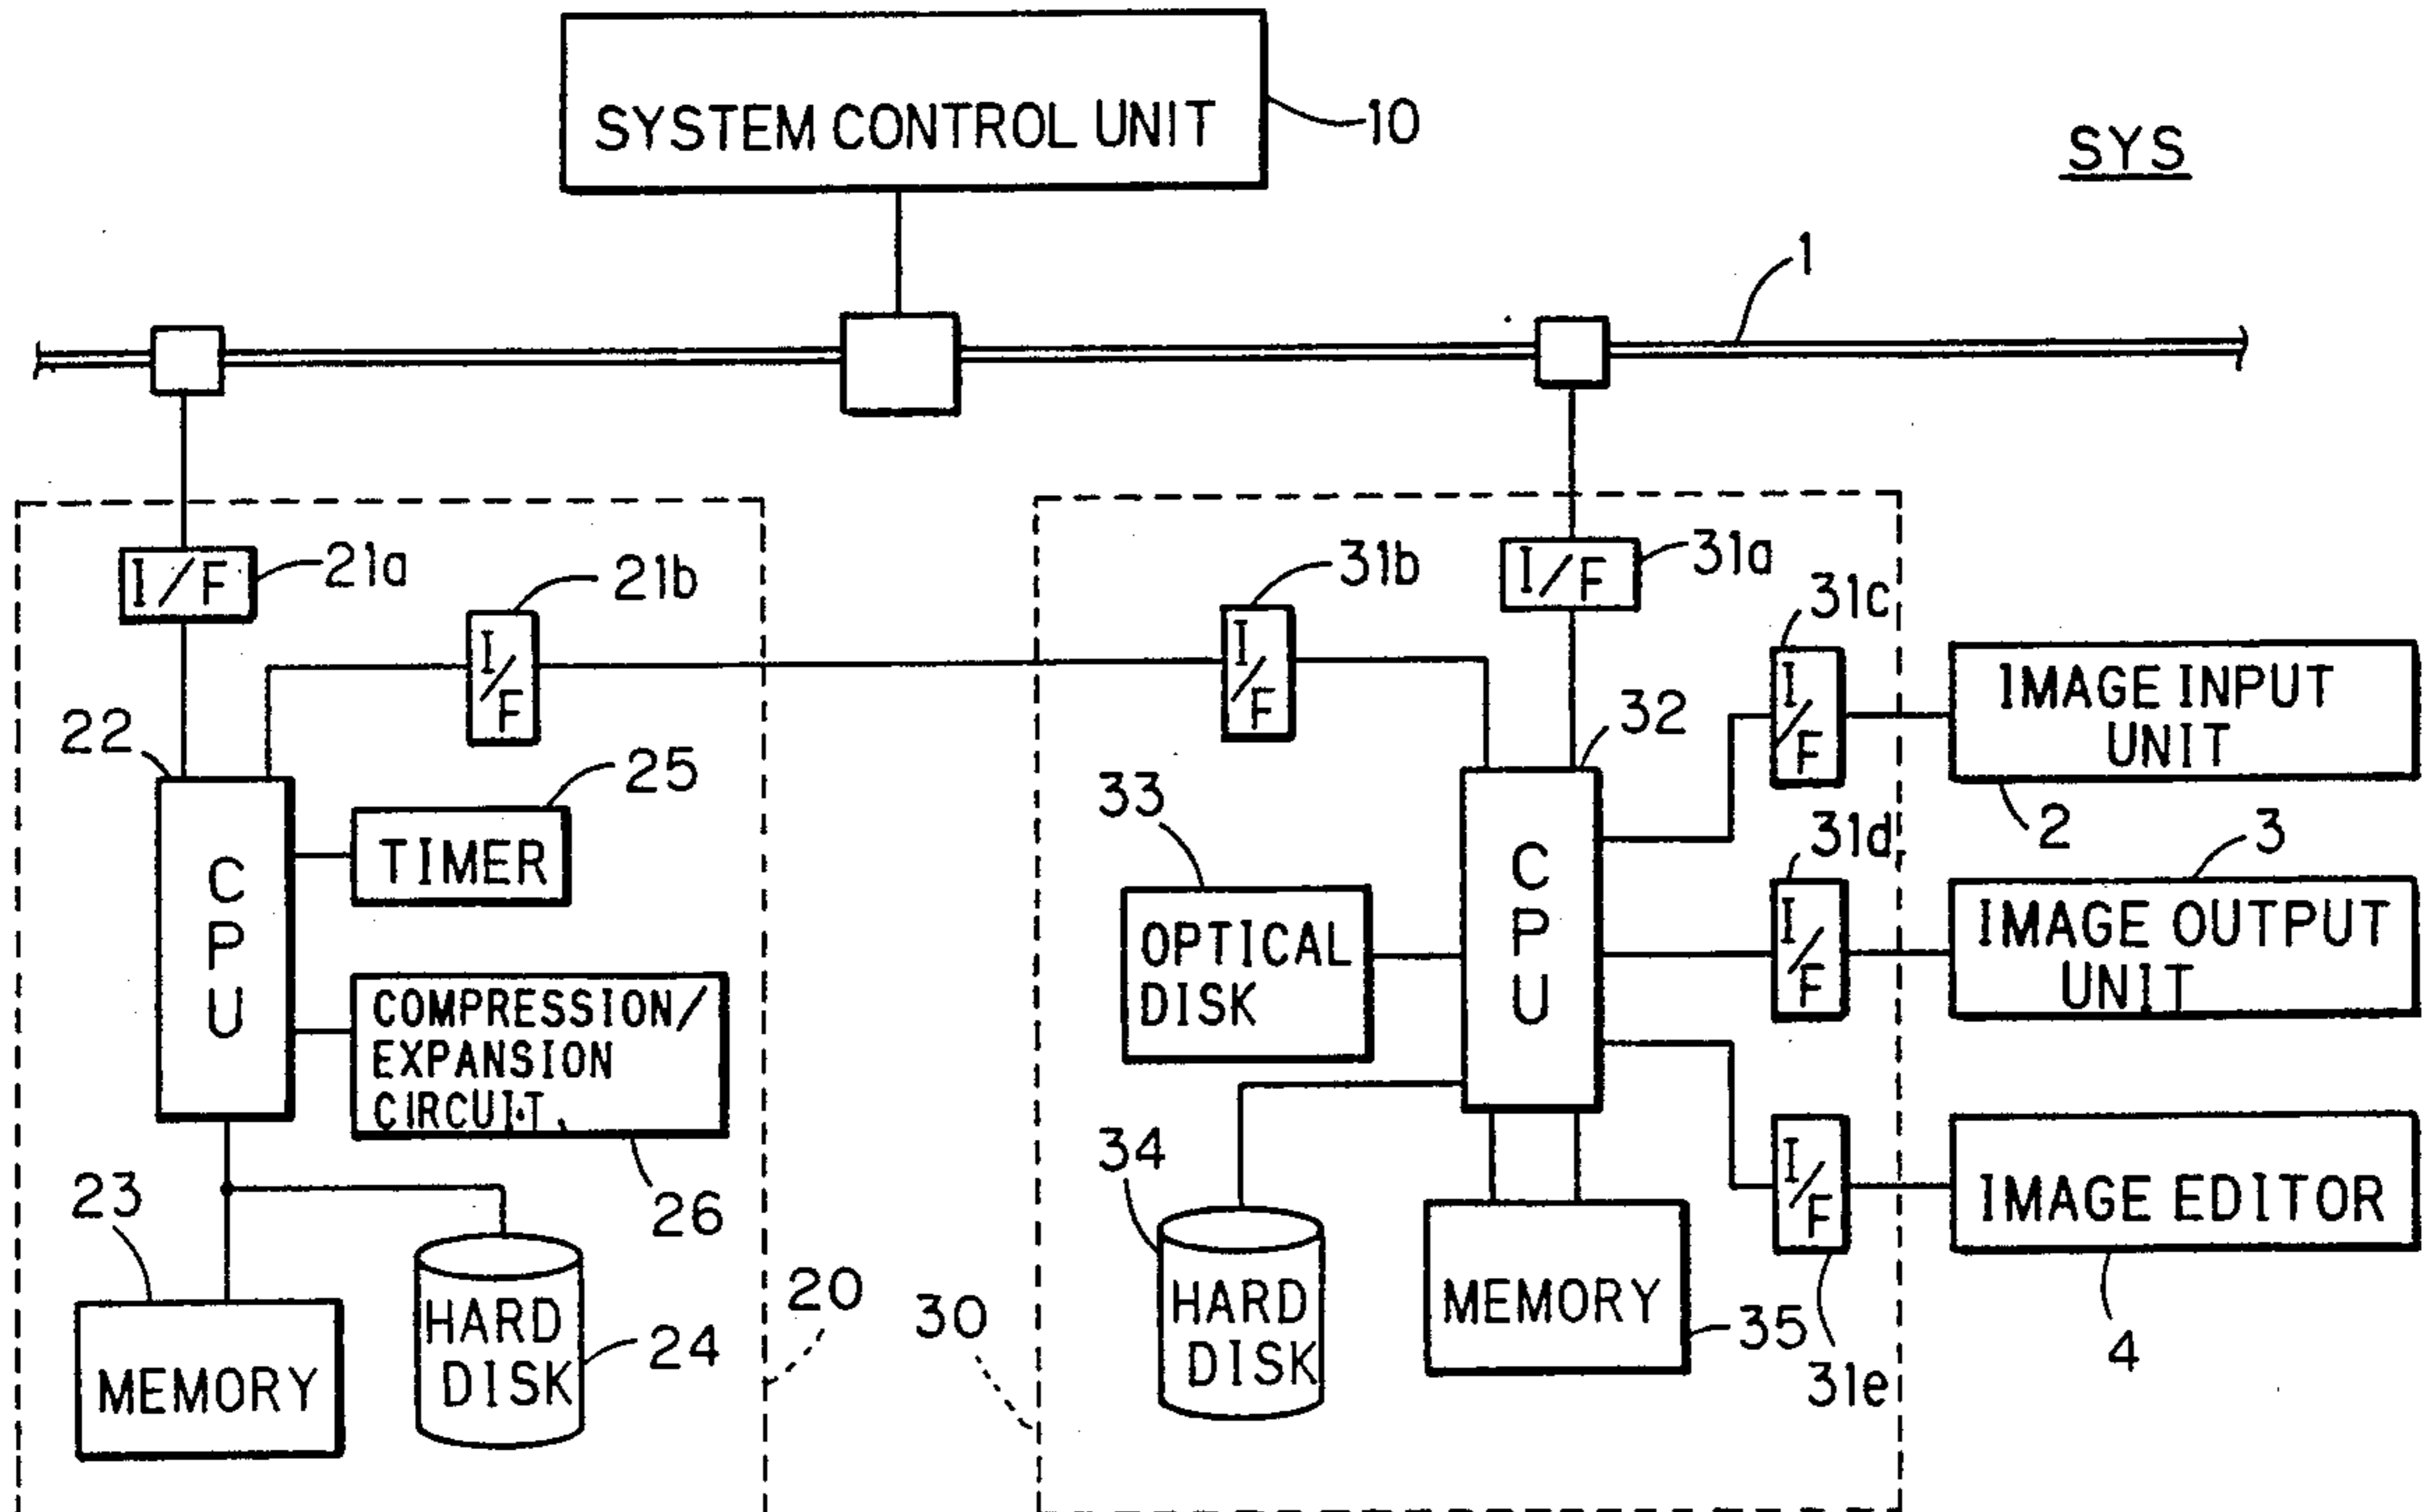 SYSTEM CONTROL UNIT
10
SYS
1
I/F
21a
21b
I/F
31b
I/F
31a
I/F
31c
I/F
IMAGE INPUT
UNIT
2
22
CPU
25
TIMER
32
CPU
33
OPTICAL
DISK
31d
I/F
3
IMAGE OUTPUT
UNIT
COMPRESSION/
EXPANSION
CIRCUIT
26
23
MEMORY
HARD
DISK
24
20
30
34
HARD
DISK
MEMORY
35
I/F
31e
IMAGE EDITOR
4